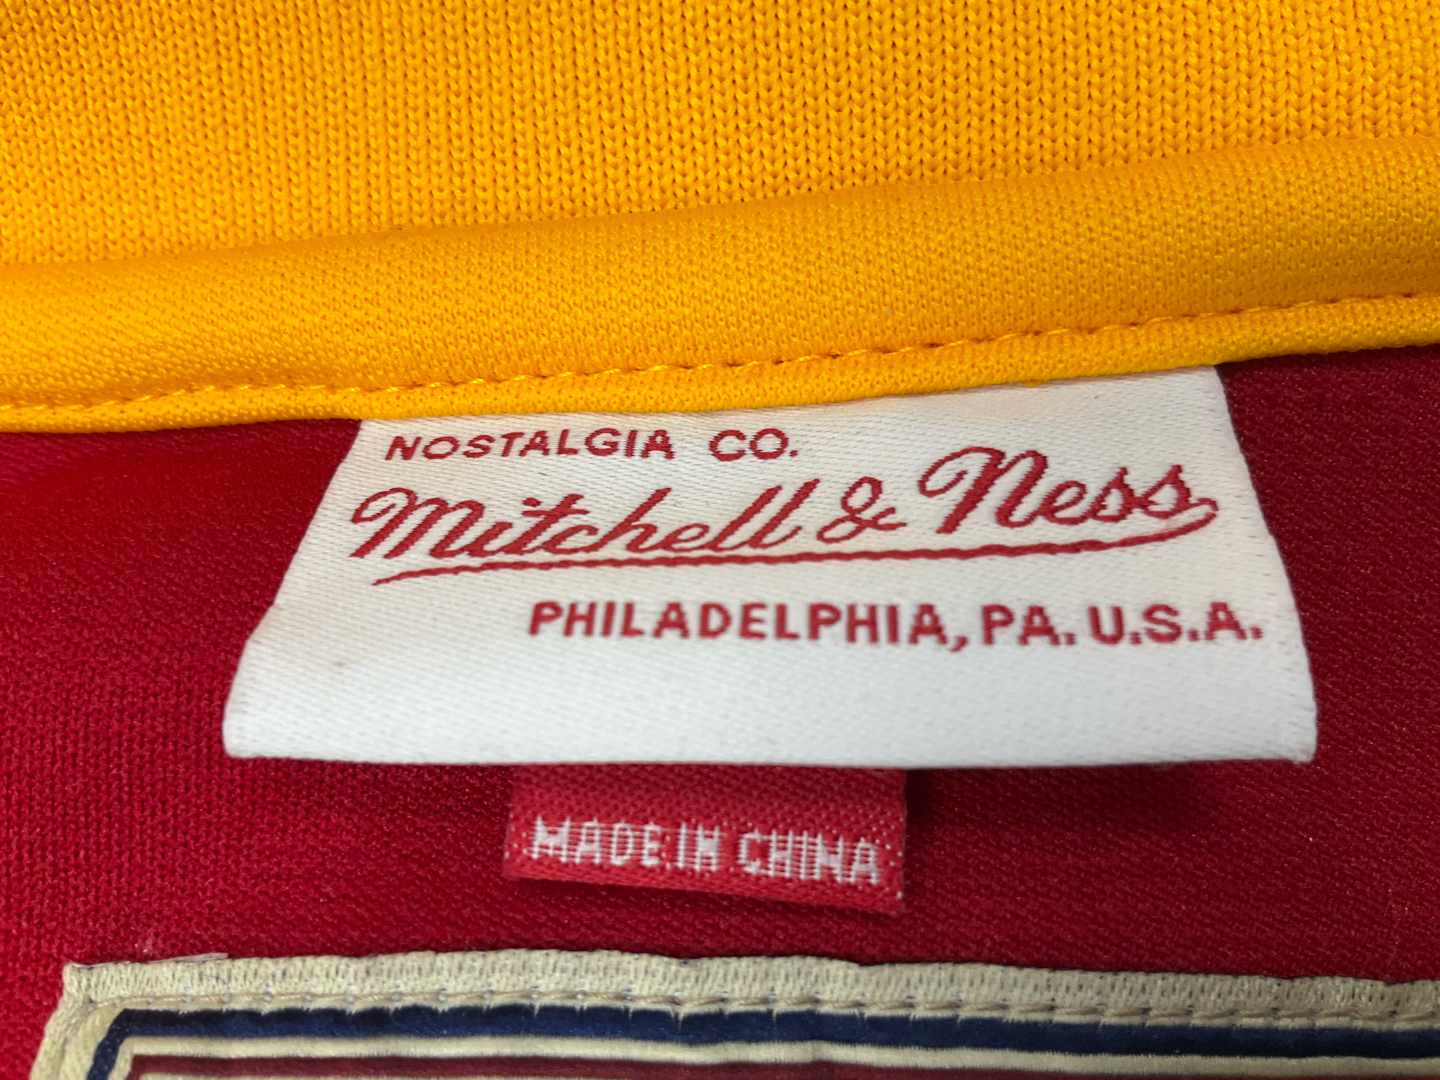 NOSTALGIA CO.
Mitchell & Ness
PHILADELPHIA, PA. U.S.A.
MADE IN CHINA